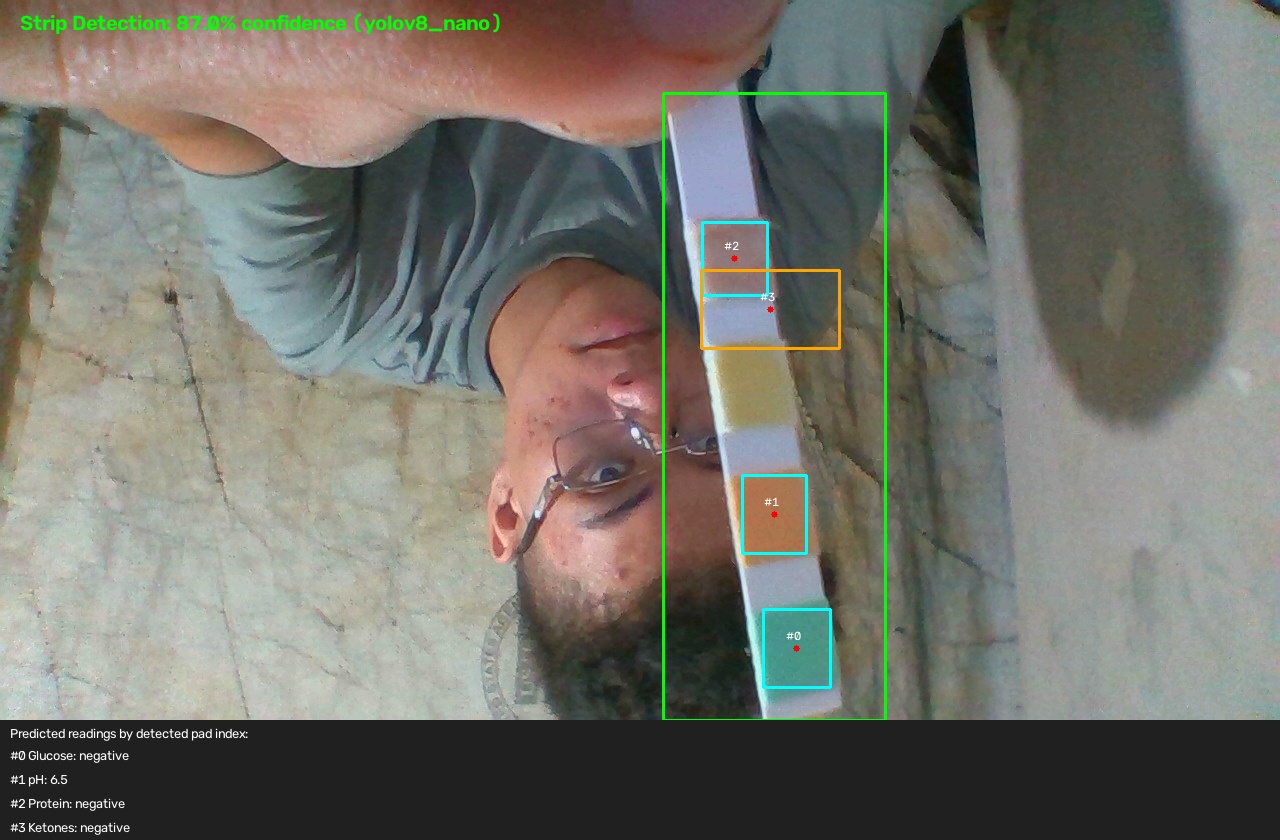 Strip Detection: 87.0% confidence (yolov8_nano)
#2
#3
#1
#0
Predicted readings by detected pad index:
#0 Glucose: negative
#1 pH: 6.5
#2 Protein: negative
#3 Ketones: negative